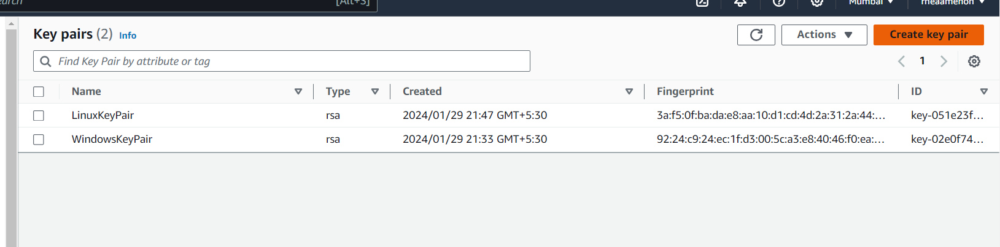 [Alt+S]
Mumbai
Key pairs (2) Info
Actions
Create key pair
Find Key Pair by attribute or tag
1
Name Type Created Fingerprint ID
LinuxKeyPair rsa 2024/01/29 21:47 GMT+5:30 3a:f5:0f:ba:da:e8:aa:10:d1:cd:4d:2a:31:2a:44:... key-051e23f...
WindowsKeyPair rsa 2024/01/29 21:33 GMT+5:30 92:24:c9:24:ec:1f:d3:00:5c:a3:e8:40:46:f0:ea:... key-02e0f74...